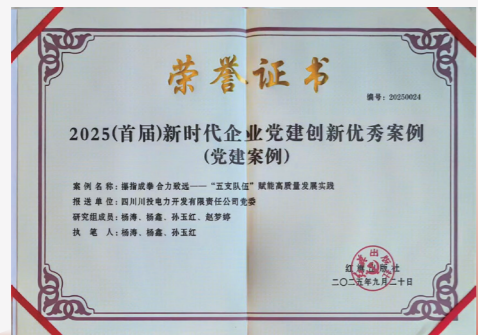 荣誉证书
编号：20250024
2025(首届)新时代企业党建创新优秀案例
(党建案例)
案例名称：攥指成拳 合力致远——“五支队伍”赋能高质量发展实践
报送单位：四川川投电力开发有限责任公司党委
研究组成员：杨涛、杨鑫、孙玉红、赵梦婷
执笔人：杨涛、杨鑫、孙玉红
红旗出版社
二〇二五年九月二十日